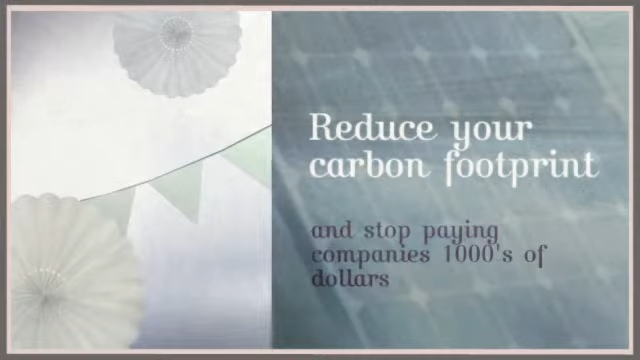 Reduce your
carbon footprint
and stop paying
companies 1000's of
dollars